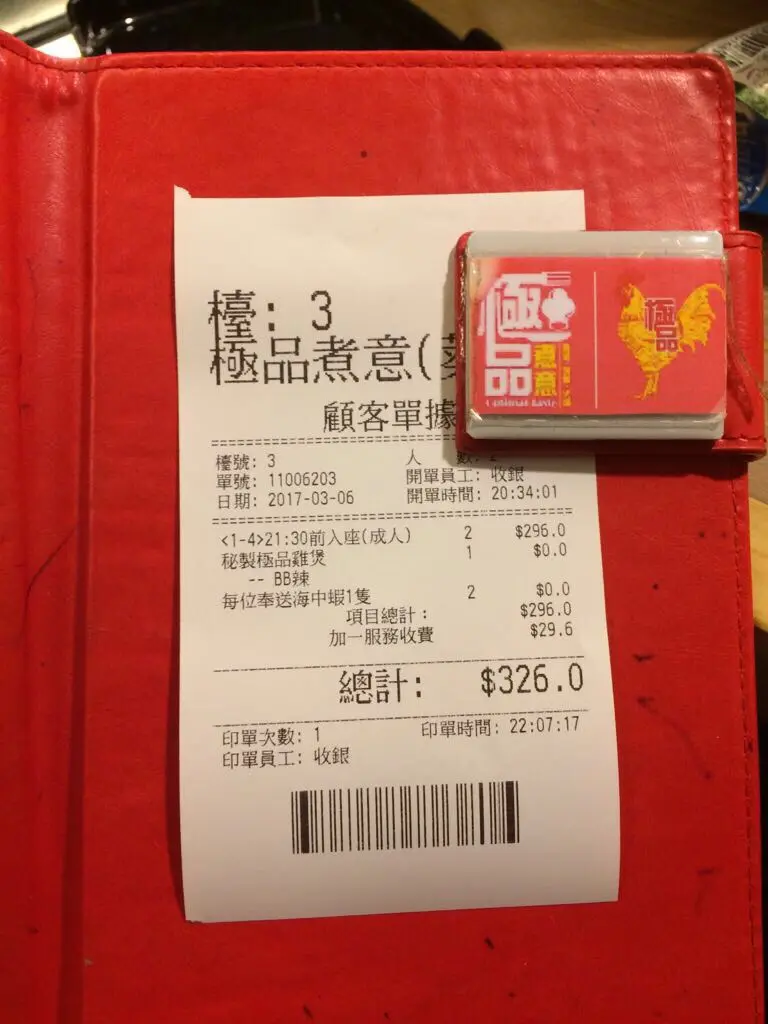 檯: 3
極品煮意(
顧客單據
檯號: 3
人 數: 2
單號: 11006203
開單員工: 收銀
日期: 2017-03-06
開單時間: 20:34:01
<1-4>21:30前入座(成人) 2 $296.0
秘製極品雞煲 1 $0.0
-- BB辣
每位奉送海中蝦1隻 2 $0.0
項目總計: $296.0
加一服務收費 $29.6
總計: $326.0
印單次數: 1
印單時間: 22:07:17
印單員工: 收銀
極品
煮意
極品